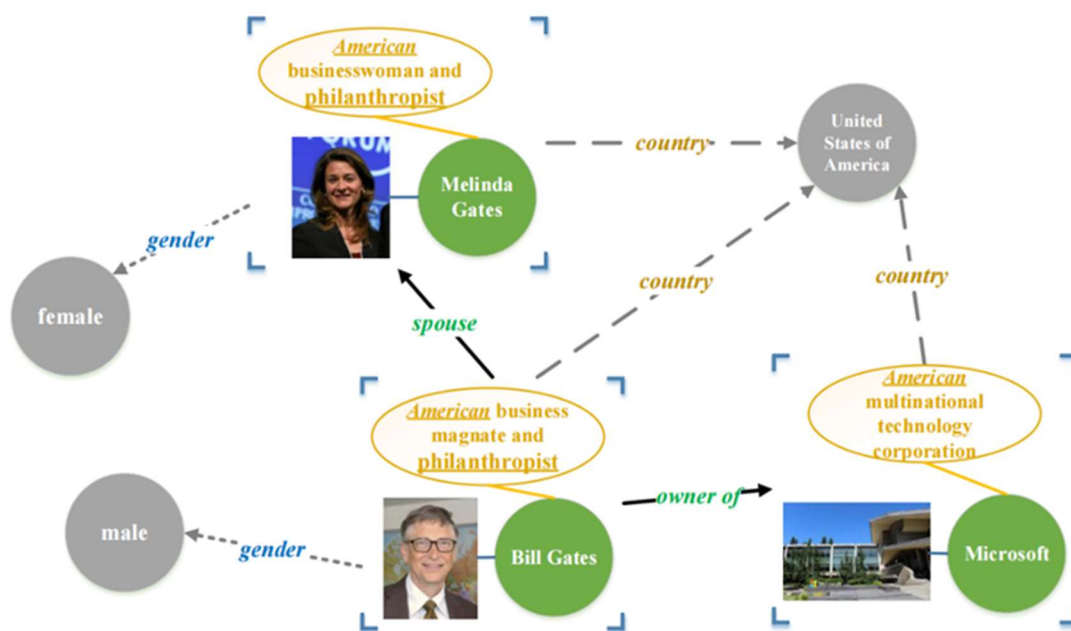 American
businesswoman and
philanthropist
FORUM
Melinda
Gates
country
United
States of
America
gender
female
country
country
spouse
American business
magnate and
philanthropist
American
multinational
technology
corporation
male
gender
Bill Gates
owner of
Microsoft